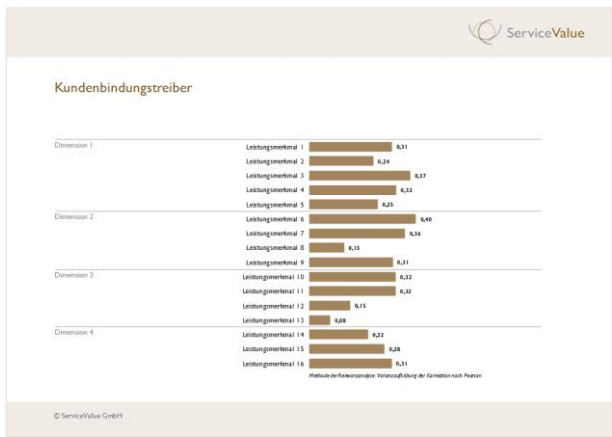 ServiceValue
Kundenbindungstreiber
Dimension 1
Leistungsmerkmal 1 0,31
Leistungsmerkmal 2 0,24
Leistungsmerkmal 3 0,37
Leistungsmerkmal 4 0,32
Leistungsmerkmal 5 0,25
Dimension 2
Leistungsmerkmal 6 0,40
Leistungsmerkmal 7 0,36
Leistungsmerkmal 8 0,13
Leistungsmerkmal 9 0,31
Dimension 3
Leistungsmerkmal 10 0,32
Leistungsmerkmal 11 0,32
Leistungsmerkmal 12 0,15
Leistungsmerkmal 13 0,08
Dimension 4
Leistungsmerkmal 14 0,22
Leistungsmerkmal 15 0,28
Leistungsmerkmal 16 0,31
Methode der Relevanzanalyse: Varianzaufklärung der Korrelation nach Pearson
© ServiceValue GmbH